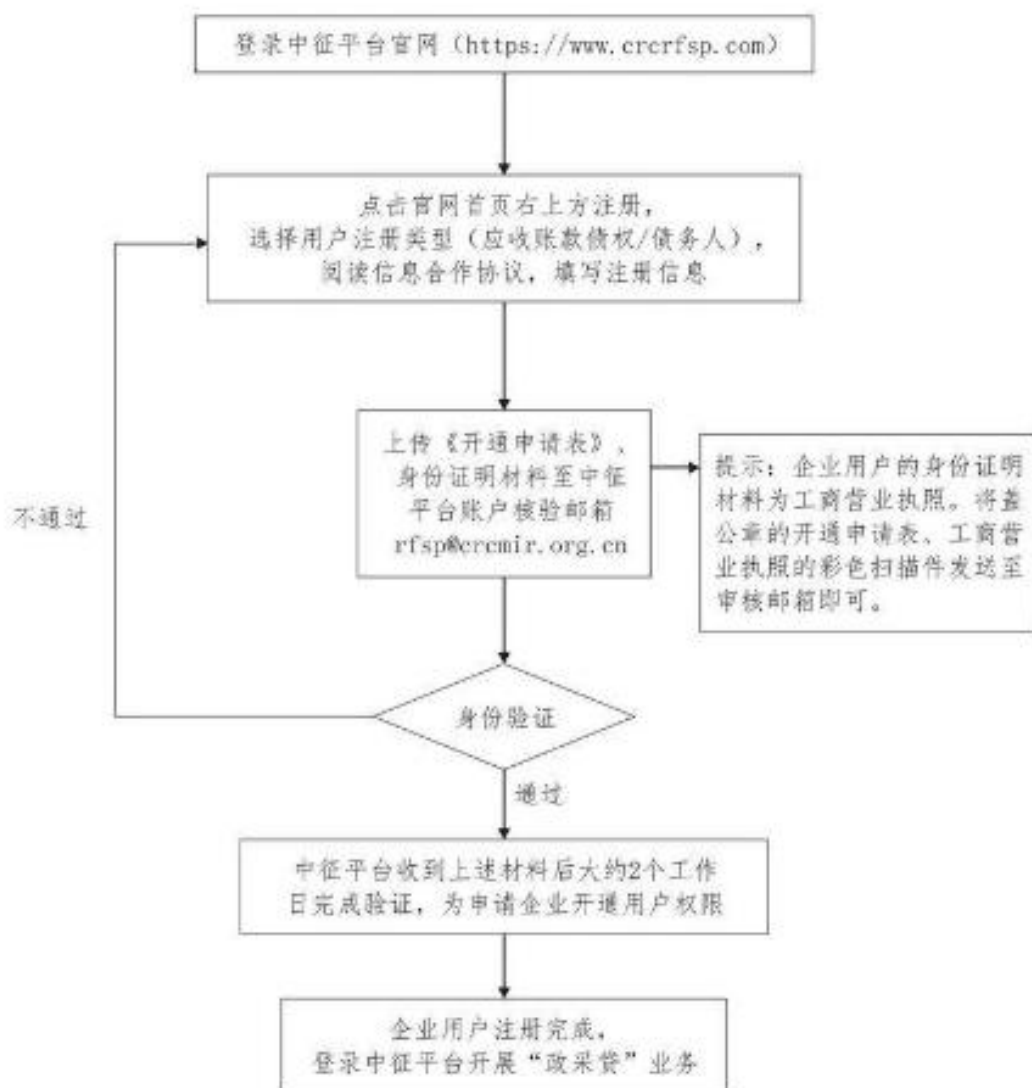 登录中征平台官网（https://www.crcrfsp.com）
点击官网首页右上方注册，
选择用户注册类型（应收账款债权/债务人），
阅读信息合作协议，填写注册信息
上传《开通申请表》、
身份证明材料至中征
平台账户核验邮箱
rfsp@crcmir.org.cn
提示：企业用户的身份证明
材料为工商营业执照。将盖
公章的开通申请表、工商营
业执照的彩色扫描件发送至
审核邮箱即可。
不通过
身份验证
通过
中征平台收到上述材料后大约2个工作
日完成验证，为申请企业开通用户权限
企业用户注册完成，
登录中征平台开展“政采贷”业务